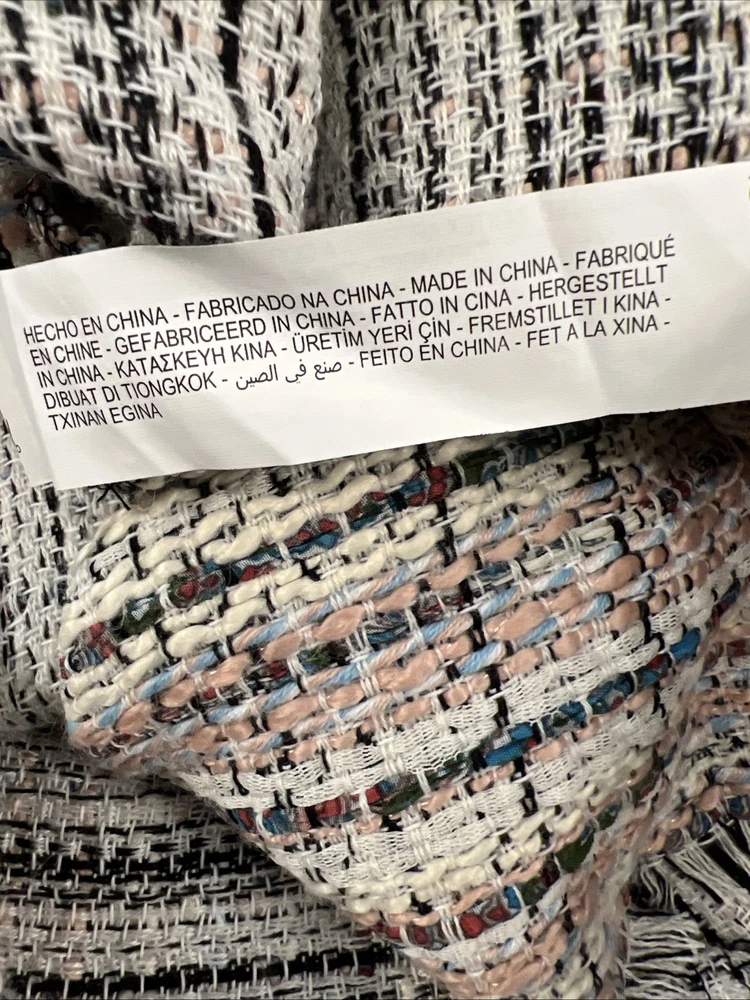 HECHO EN CHINA - FABRICADO NA CHINA - MADE IN CHINA - FABRIQUÉ
EN CHINE - GEFABRICEERD IN CHINA - FATTO IN CINA - HERGESTELLT
IN CHINA - ΚΑΤΑΣΚΕΥΗ ΚΙΝΑ - ÜRETİM YERİ ÇİN - FREMSTILLET I KINA -
DIBUAT DI TIONGKOK - صنع في الصين - FEITO EN CHINA - FET A LA XINA -
TXINAN EGINA